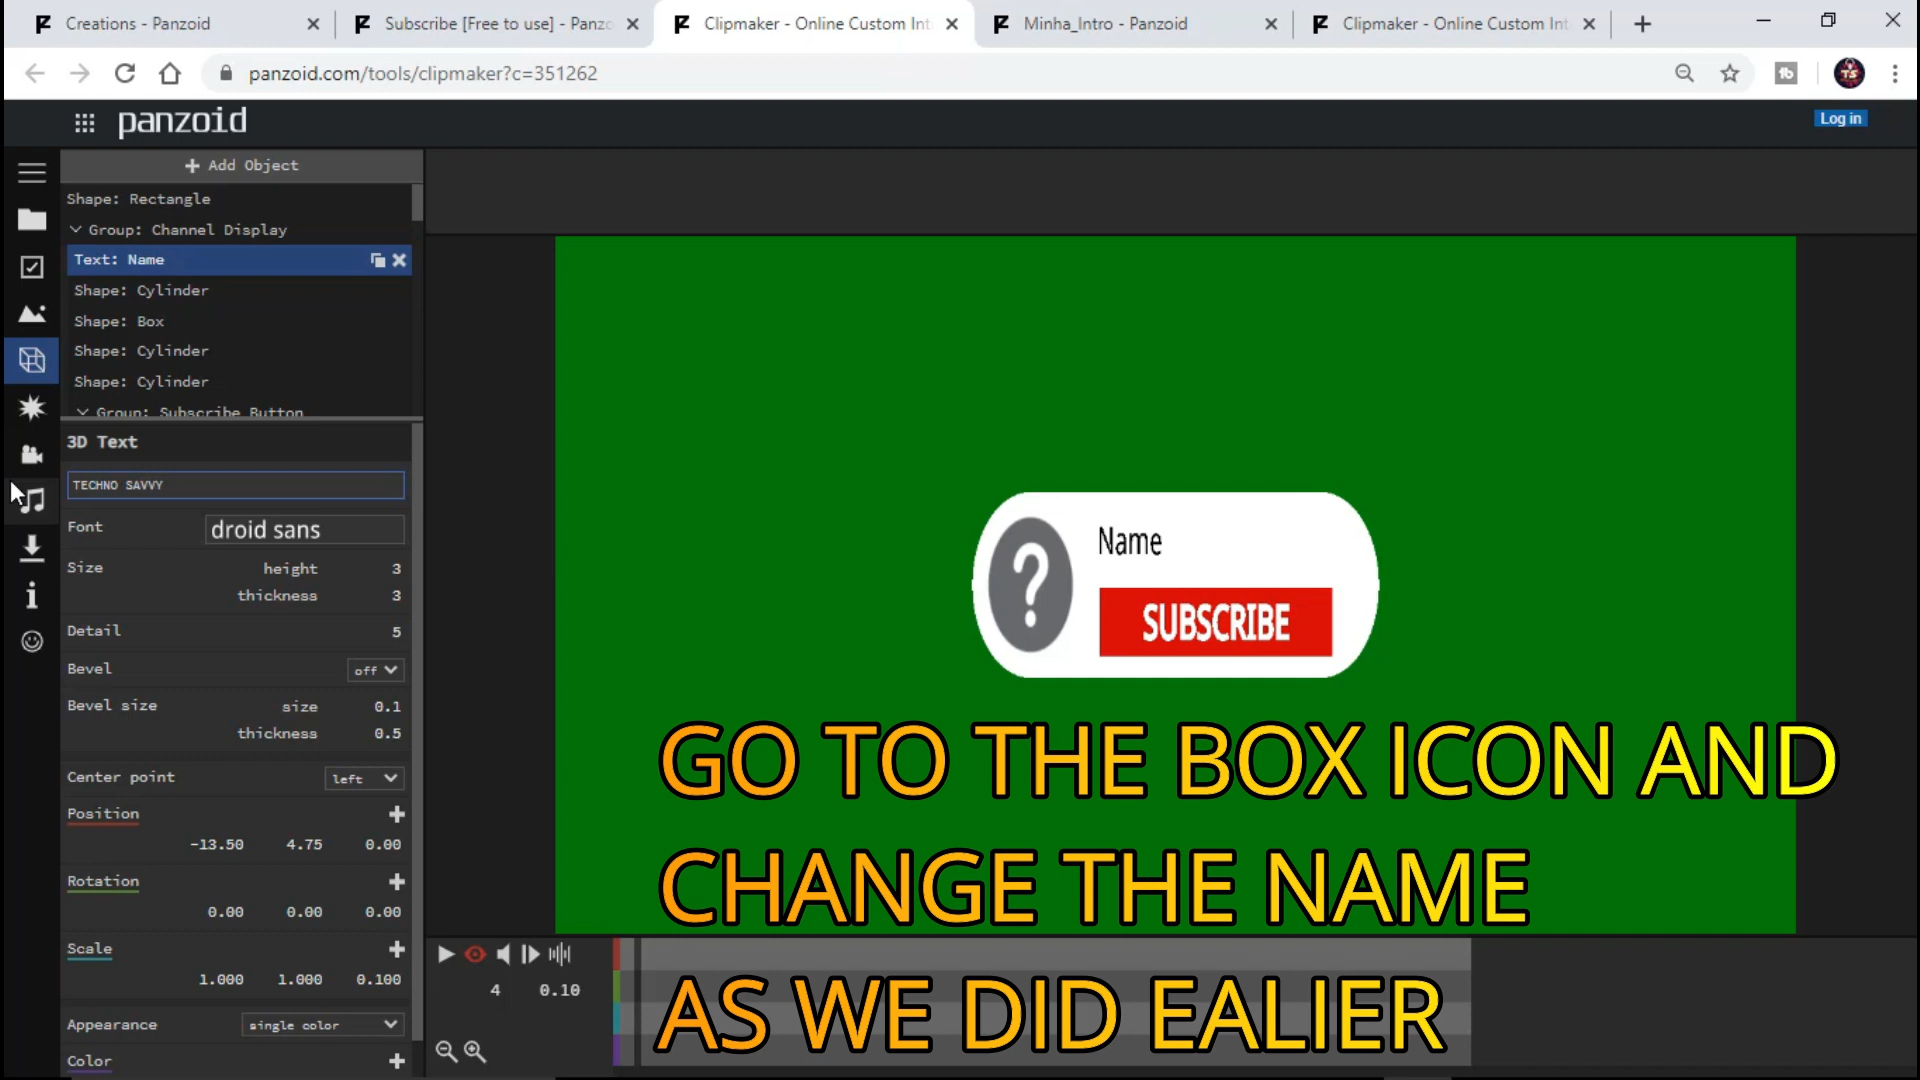 Creations - Panzoid
Subscribe [Free to use] - Panzo
Clipmaker - Online Custom Int
Minha_Intro - Panzoid
Clipmaker - Online Custom Int
panzoid.com/tools/clipmaker?c=351262
panzoid
Log in
Add Object
Shape: Rectangle
Group: Channel Display
Text: Name
Shape: Cylinder
Shape: Box
Shape: Cylinder
Shape: Cylinder
Group: Subscribe Button
3D Text
TECHNO SAVVY
Font droid sans
Size height 3
thickness 3
Detail 5
Bevel off
Bevel size size 0.1
thickness 0.5
Center point left
Position
-13.50 4.75 0.00
Rotation
0.00 0.00 0.00
Scale
1.000 1.000 0.100
Appearance single color
Color
Name
SUBSCRIBE
GO TO THE BOX ICON AND
CHANGE THE NAME
AS WE DID EALIER
4 0.10